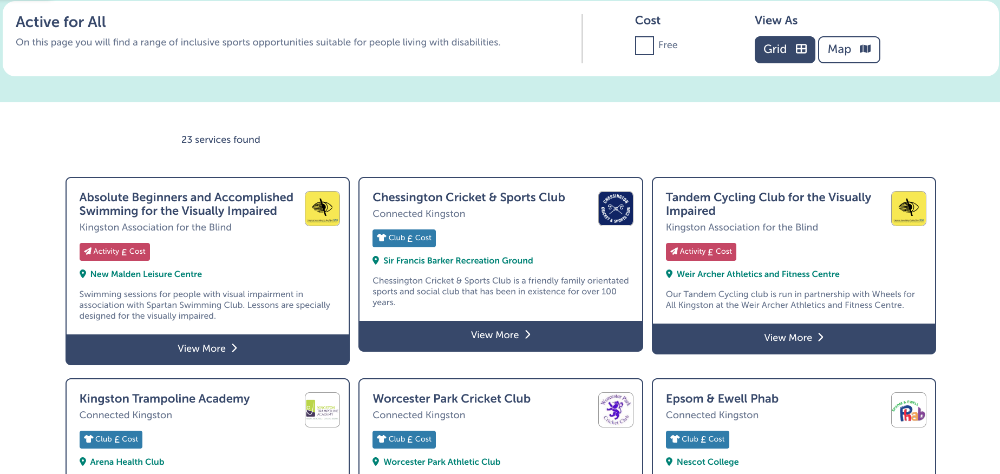 Active for All
On this page you will find a range of inclusive sports opportunities suitable for people living with disabilities.
Cost
Free
View As
Grid
Map
23 services found
Absolute Beginners and Accomplished
Swimming for the Visually Impaired
Kingston Association for the Blind
Activity £ Cost
New Malden Leisure Centre
Swimming sessions for people with visual impairment in
association with Spartan Swimming Club. Lessons are specially
designed for the visually impaired.
View More
Chessington Cricket & Sports Club
Connected Kingston
CHESSINGTON
CRICKET & SPORTS CLUB
Club £ Cost
Sir Francis Barker Recreation Ground
Chessington Cricket & Sports Club is a friendly family orientated
sports and social club that has been in existence for over 100
years.
View More
Tandem Cycling Club for the Visually
Impaired
Kingston Association for the Blind
Activity £ Cost
Weir Archer Athletics and Fitness Centre
Our Tandem Cycling club is run in partnership with Wheels for
All Kingston at the Weir Archer Athletics and Fitness Centre.
View More
Kingston Trampoline Academy
Connected Kingston
KINGSTON
TRAMPOLINE
ACADEMY
Club £ Cost
Arena Health Club
Worcester Park Cricket Club
Connected Kingston
Worcester Park
Cricket Club
Club £ Cost
Worcester Park Athletic Club
Epsom & Ewell Phab
Connected Kingston
EPSOM & EWELL
Phab
Club £ Cost
Nescot College